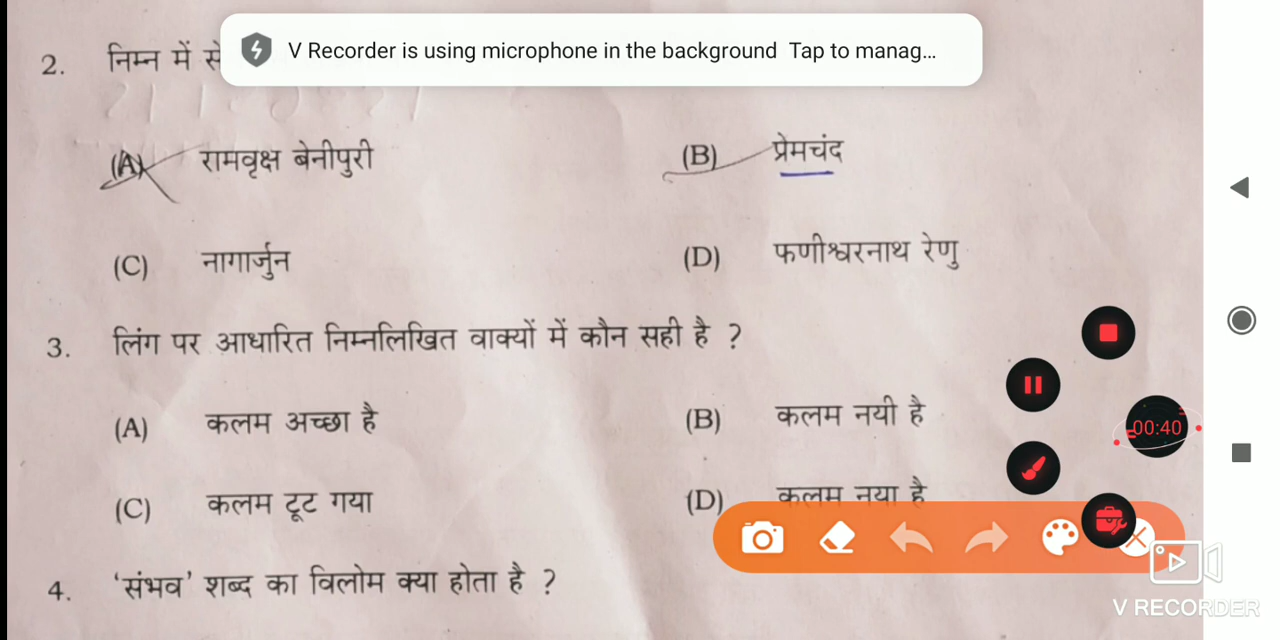 V Recorder is using microphone in the background Tap to manag...
2. निम्न में से
(A) रामवृक्ष बेनीपुरी (B) प्रेमचंद
(C) नागार्जुन (D) फणीश्वरनाथ रेणु
3. लिंग पर आधारित निम्नलिखित वाक्यों में कौन सही है ?
(A) कलम अच्छा है (B) कलम नयी है
(C) कलम टूट गया (D) कलम नया है
00:40
4. 'संभव' शब्द का विलोम क्या होता है ?
V RECORDER